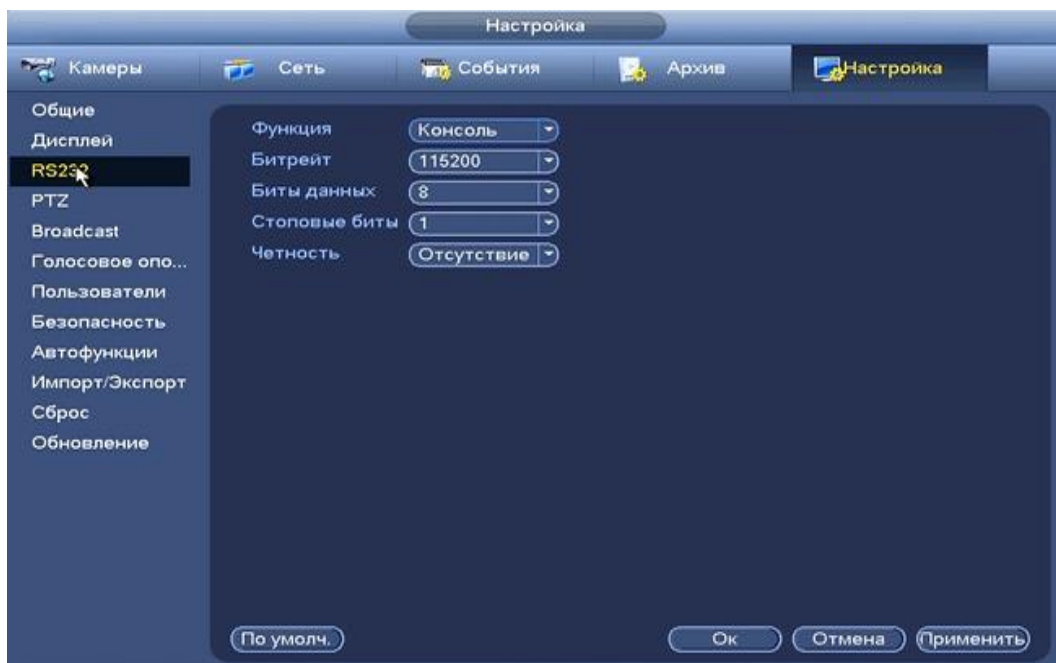 Настройка
Камеры Сеть События Архив Настройка
Общие
Дисплей
RS232
PTZ
Broadcast
Голосовое опо...
Пользователи
Безопасность
Автофункции
Импорт/Экспорт
Сброс
Обновление
Функция Консоль
Битрейт 115200
Биты данных 8
Стоповые биты 1
Четность Отсутствие
По умолч. Ок Отмена Применить